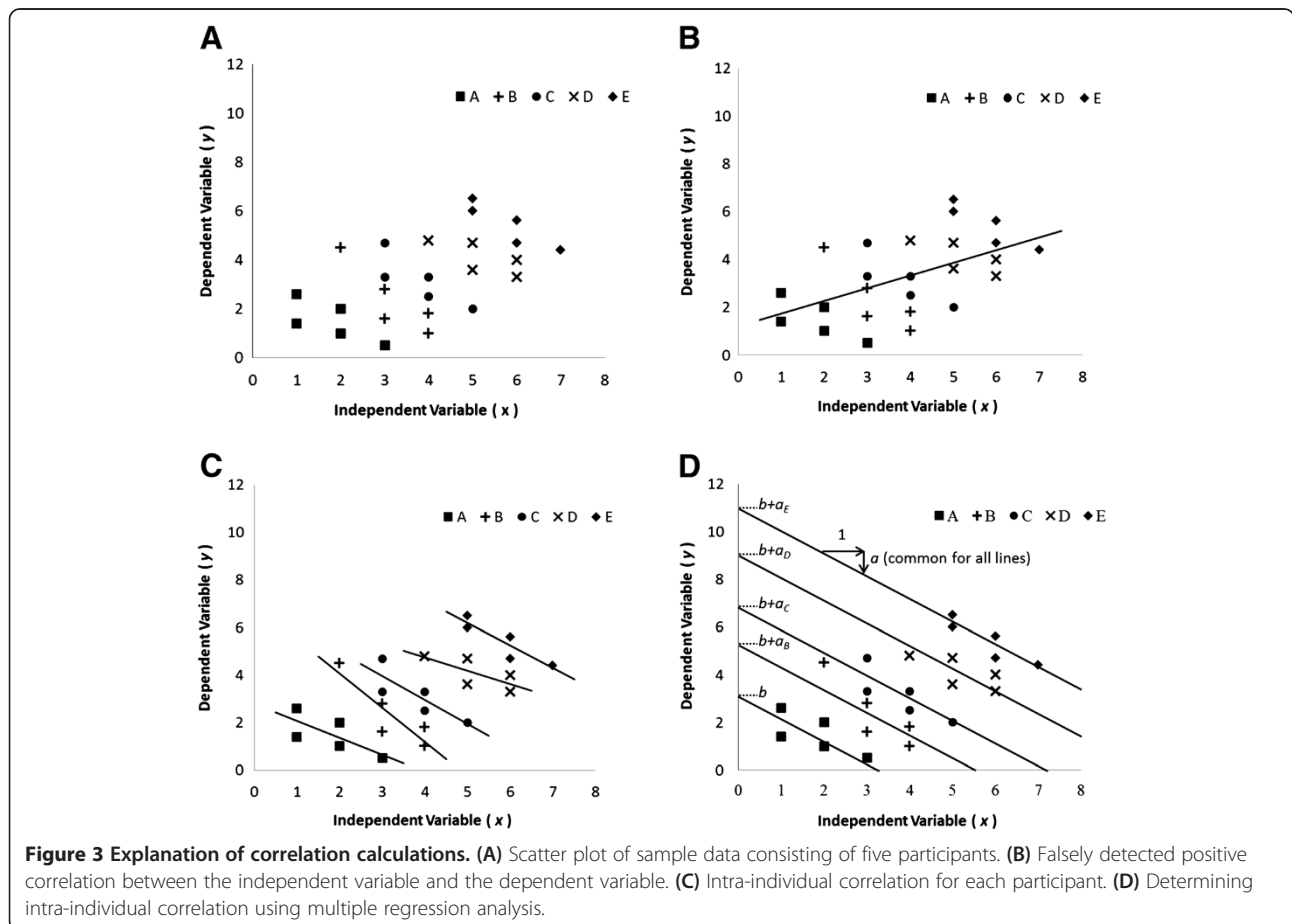 A
12
10
8
6
4
2
0
0 1 2 3 4 5 6 7 8
Dependent Variable ( y )
Independent Variable ( x )
A B C D E
B
12
10
8
6
4
2
0
0 1 2 3 4 5 6 7 8
Dependent Variable ( y )
Independent Variable ( x )
A B C D E
C
12
10
8
6
4
2
0
0 1 2 3 4 5 6 7 8
Dependent Variable ( y )
Independent Variable ( x )
A B C D E
D
12
10
8
6
4
2
0
0 1 2 3 4 5 6 7 8
Dependent Variable ( y )
Independent Variable ( x )
A B C D E
b+aE
b+aD
b+aC
b+aB
b
1
a (common for all lines)
Figure 3 Explanation of correlation calculations. (A) Scatter plot of sample data consisting of five participants. (B) Falsely detected positive
correlation between the independent variable and the dependent variable. (C) Intra-individual correlation for each participant. (D) Determining
intra-individual correlation using multiple regression analysis.